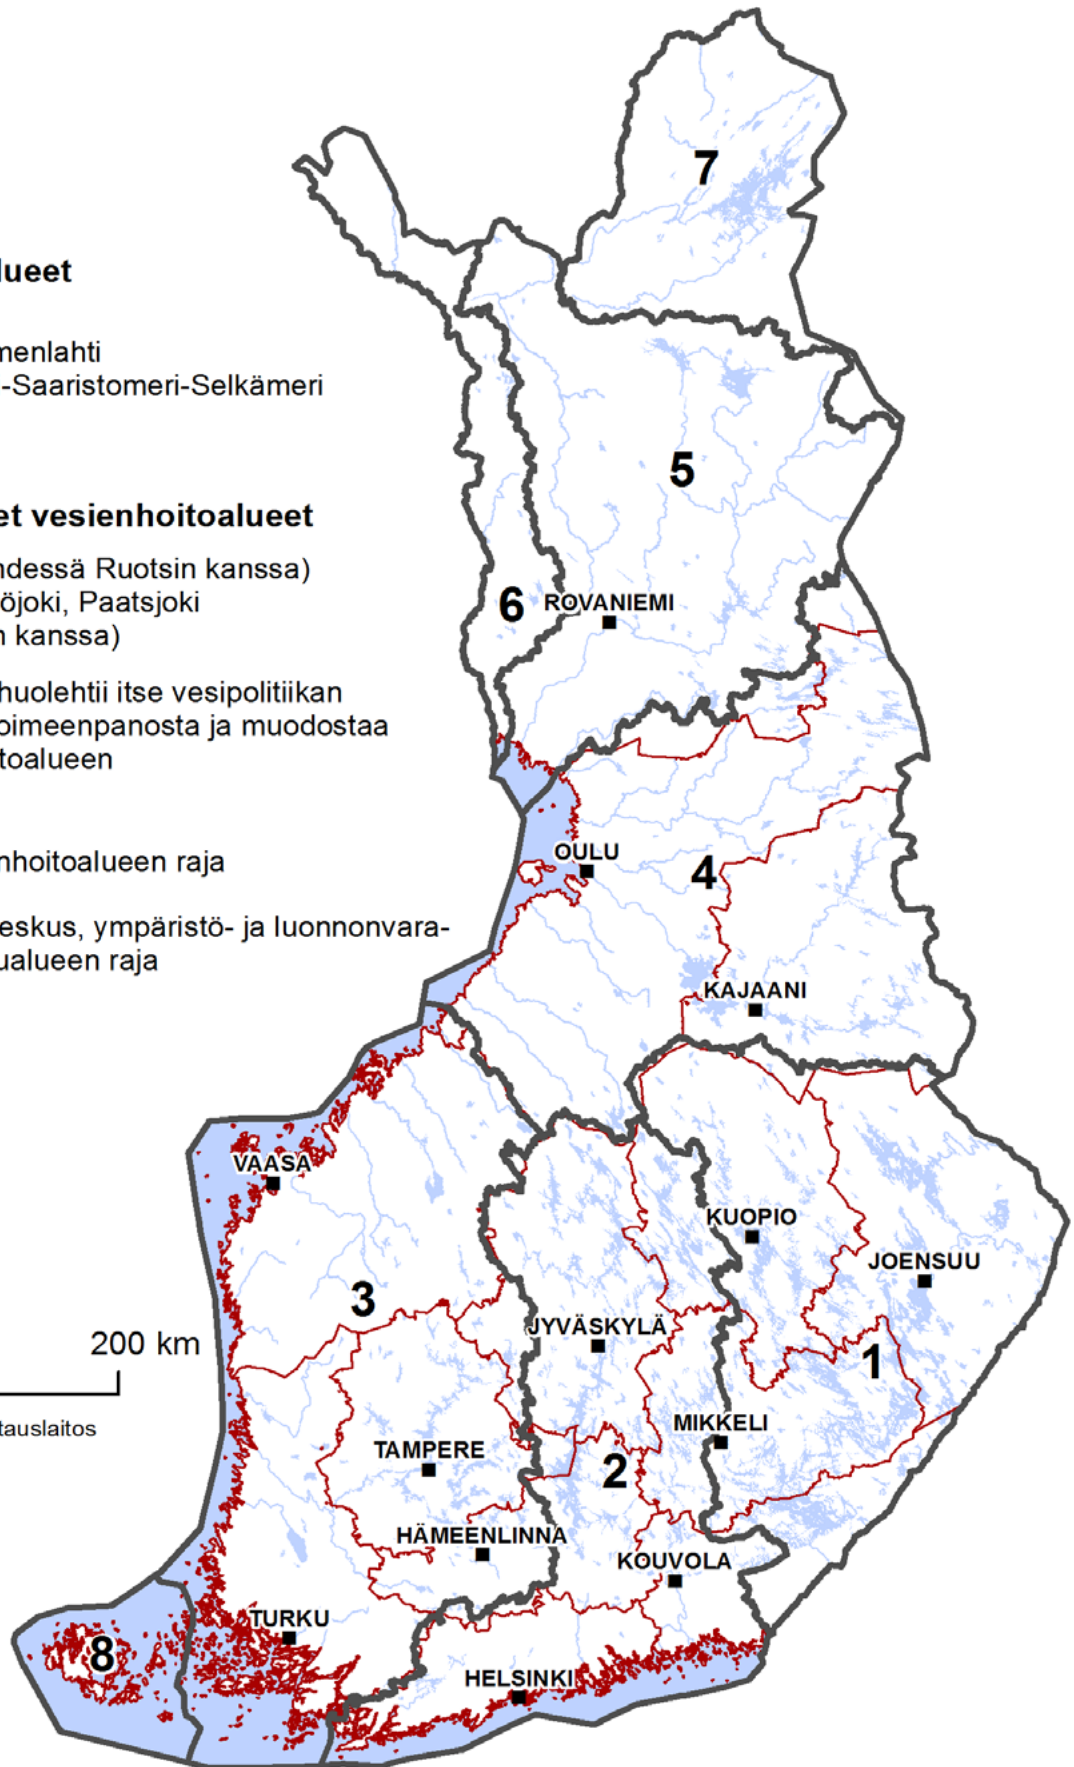 lueet
menlahti
-Saaristomeri-Selkämeri
et vesienhoitoalueet
ndessä Ruotsin kanssa)
öjoki, Paatsjoki
n kanssa)
huolehtii itse vesipolitiikan
oimeenpanosta ja muodostaa
toalueen
nhoitoalueen raja
eskus, ympäristö- ja luonnonvara-
ualueen raja
200 km
tauslaitos
7
5
6
ROVANIEMI
OULU
4
KAJAANI
VAASA
KUOPIO
JOENSUU
3
JYVÄSKYLÄ
1
MIKKELI
TAMPERE
2
HÄMEENLINNA
KOUVOLA
TURKU
8
HELSINKI